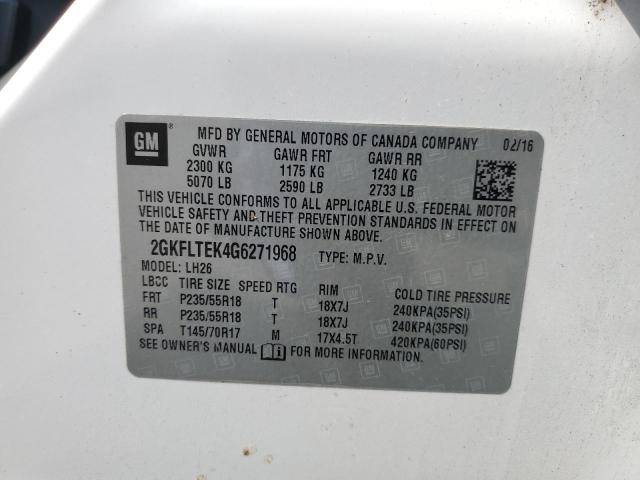 GM ® MFD BY GENERAL MOTORS OF CANADA COMPANY 02/16
GVWR GAWR FRT GAWR RR
2300 KG 1175 KG 1240 KG
5070 LB 2590 LB 2733 LB
THIS VEHICLE CONFORMS TO ALL APPLICABLE U.S. FEDERAL MOTOR
VEHICLE SAFETY AND THEFT PREVENTION STANDARDS IN EFFECT ON
THE DATE OF MANUFACTURE SHOWN ABOVE.
2GKFLTEK4G6271968 TYPE: M.P.V.
MODEL: LH26
TIRE SIZE SPEED RTG RIM COLD TIRE PRESSURE
FRT P235/55R18 T 18X7J 240KPA(35PSI)
RR P235/55R18 T 18X7J 240KPA(35PSI)
SPA T145/70R17 M 17X4.5T 420KPA(60PSI)
SEE OWNER'S MANUAL FOR MORE INFORMATION.